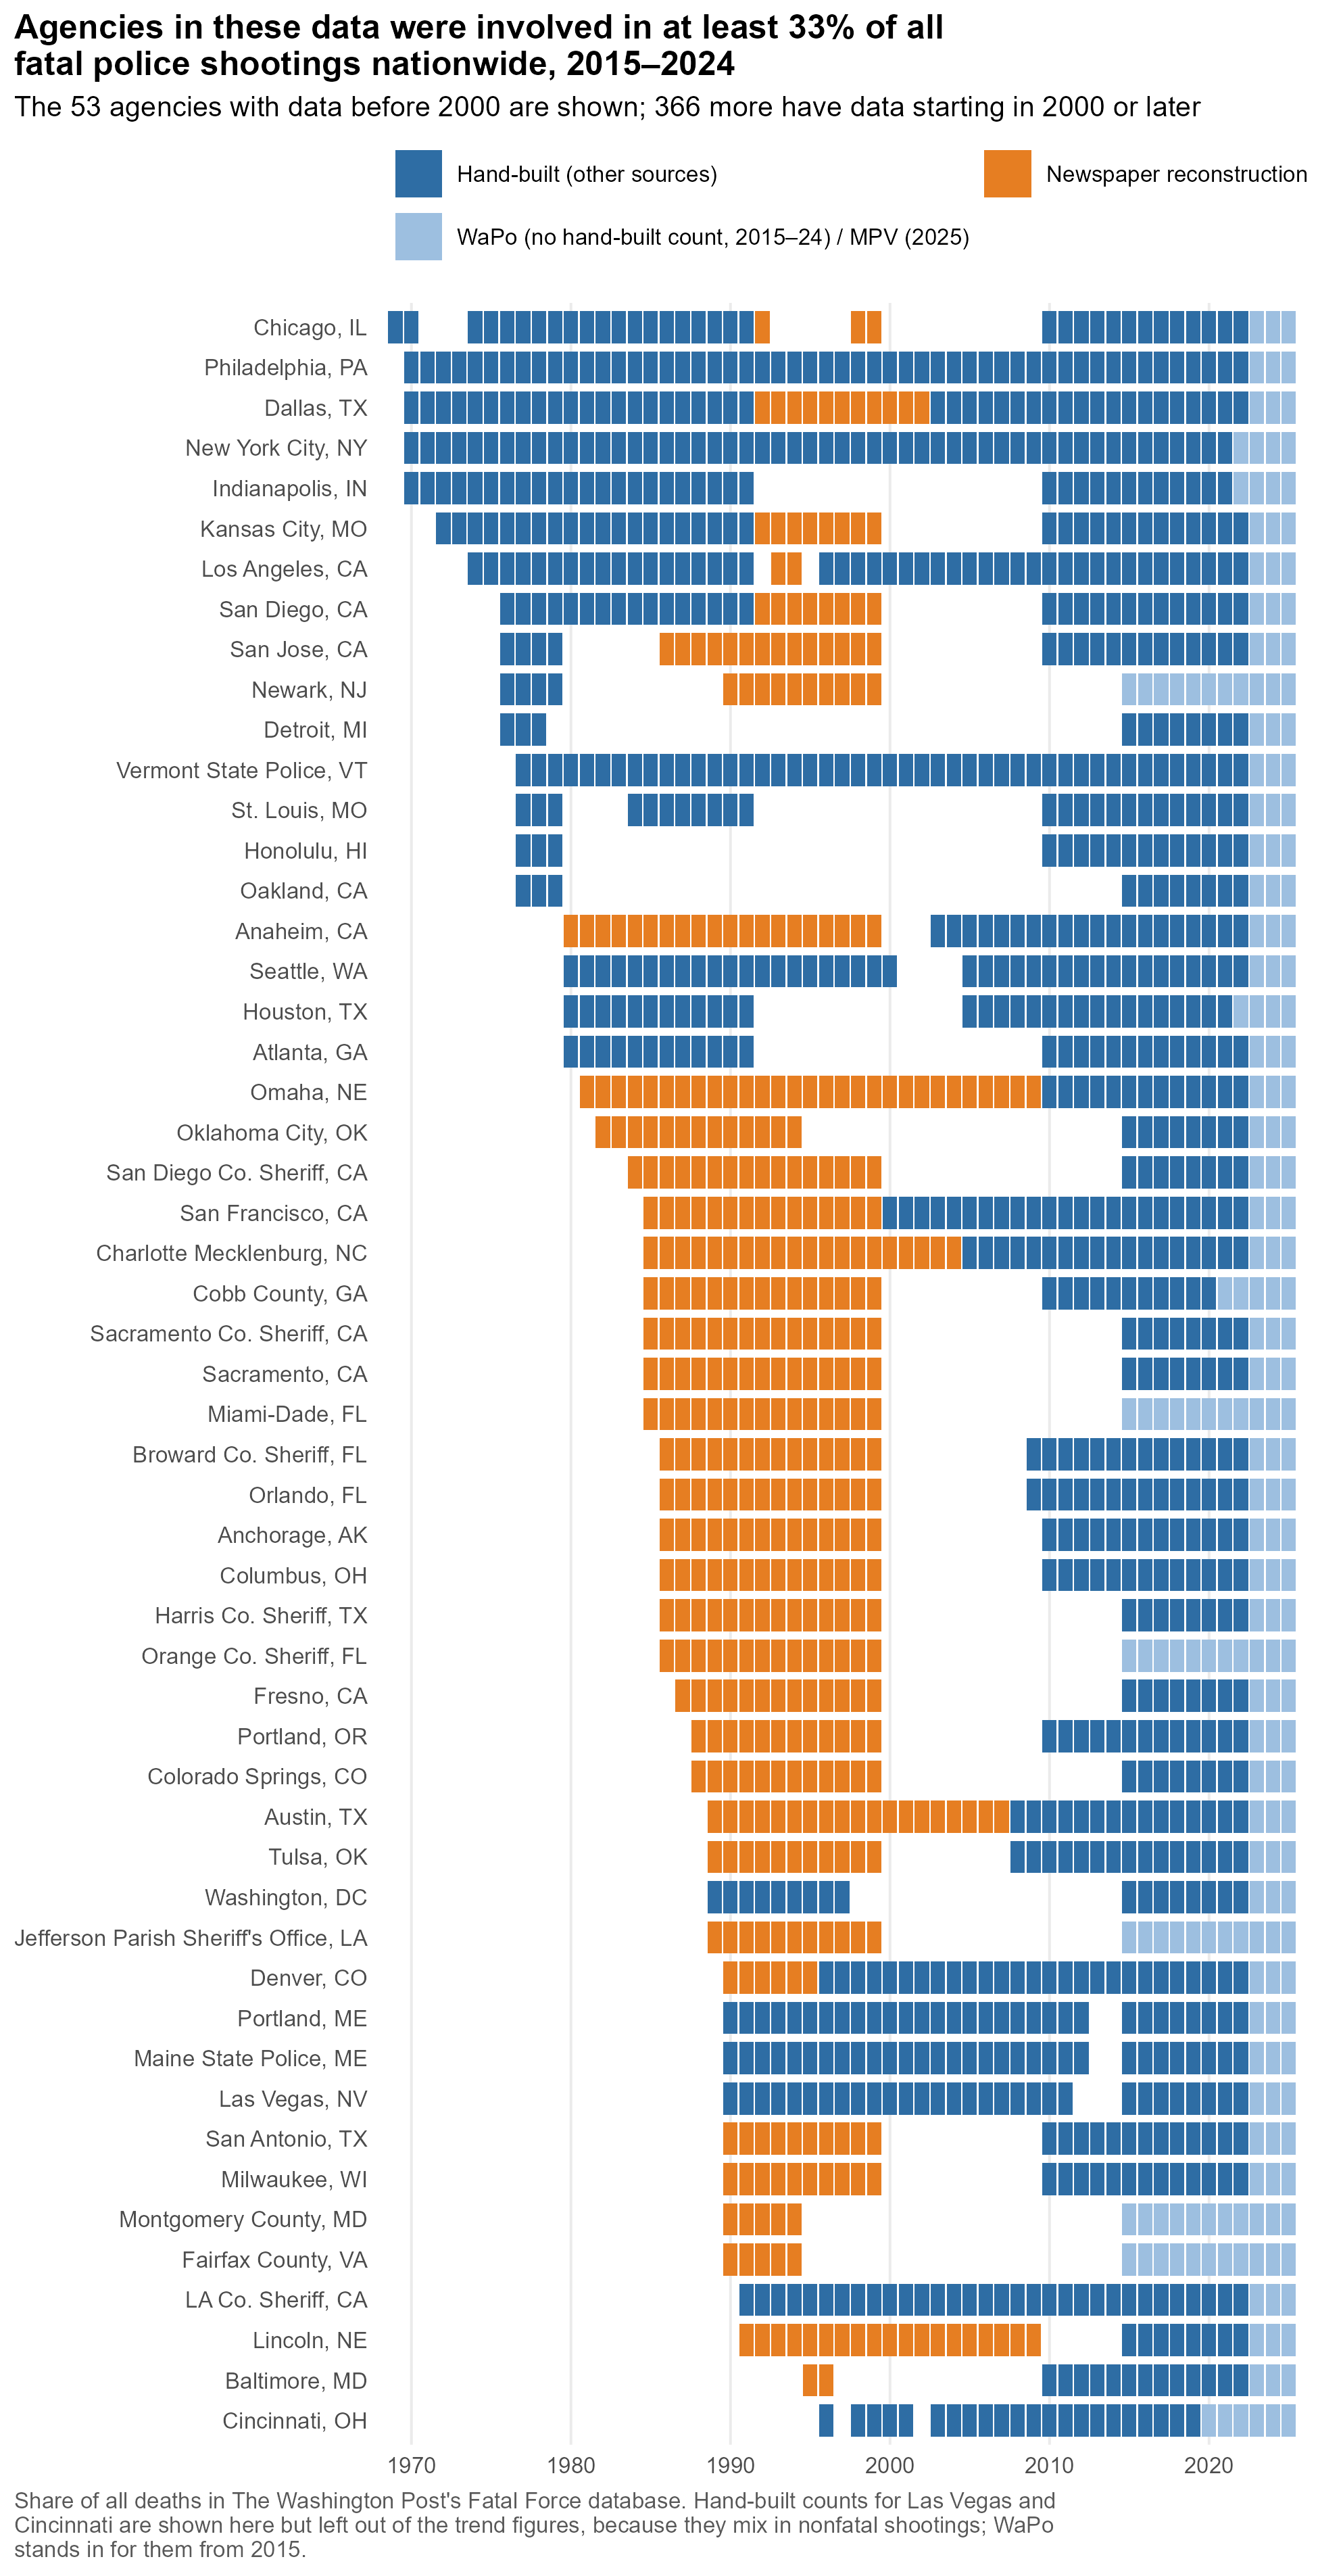 Agencies in these data were involved in at least 33% of all
fatal police shootings nationwide, 2015–2024
The 53 agencies with data before 2000 are shown; 366 more have data starting in 2000 or later
Hand-built (other sources)
Newspaper reconstruction
WaPo (no hand-built count, 2015–24) / MPV (2025)
Chicago, IL
Philadelphia, PA
Dallas, TX
New York City, NY
Indianapolis, IN
Kansas City, MO
Los Angeles, CA
San Diego, CA
San Jose, CA
Newark, NJ
Detroit, MI
Vermont State Police, VT
St. Louis, MO
Honolulu, HI
Oakland, CA
Anaheim, CA
Seattle, WA
Houston, TX
Atlanta, GA
Omaha, NE
Oklahoma City, OK
San Diego Co. Sheriff, CA
San Francisco, CA
Charlotte Mecklenburg, NC
Cobb County, GA
Sacramento Co. Sheriff, CA
Sacramento, CA
Miami-Dade, FL
Broward Co. Sheriff, FL
Orlando, FL
Anchorage, AK
Columbus, OH
Harris Co. Sheriff, TX
Orange Co. Sheriff, FL
Fresno, CA
Portland, OR
Colorado Springs, CO
Austin, TX
Tulsa, OK
Washington, DC
Jefferson Parish Sheriff's Office, LA
Denver, CO
Portland, ME
Maine State Police, ME
Las Vegas, NV
San Antonio, TX
Milwaukee, WI
Montgomery County, MD
Fairfax County, VA
LA Co. Sheriff, CA
Lincoln, NE
Baltimore, MD
Cincinnati, OH
1970 1980 1990 2000 2010 2020
Share of all deaths in The Washington Post's Fatal Force database. Hand-built counts for Las Vegas and
Cincinnati are shown here but left out of the trend figures, because they mix in nonfatal shootings; WaPo
stands in for them from 2015.